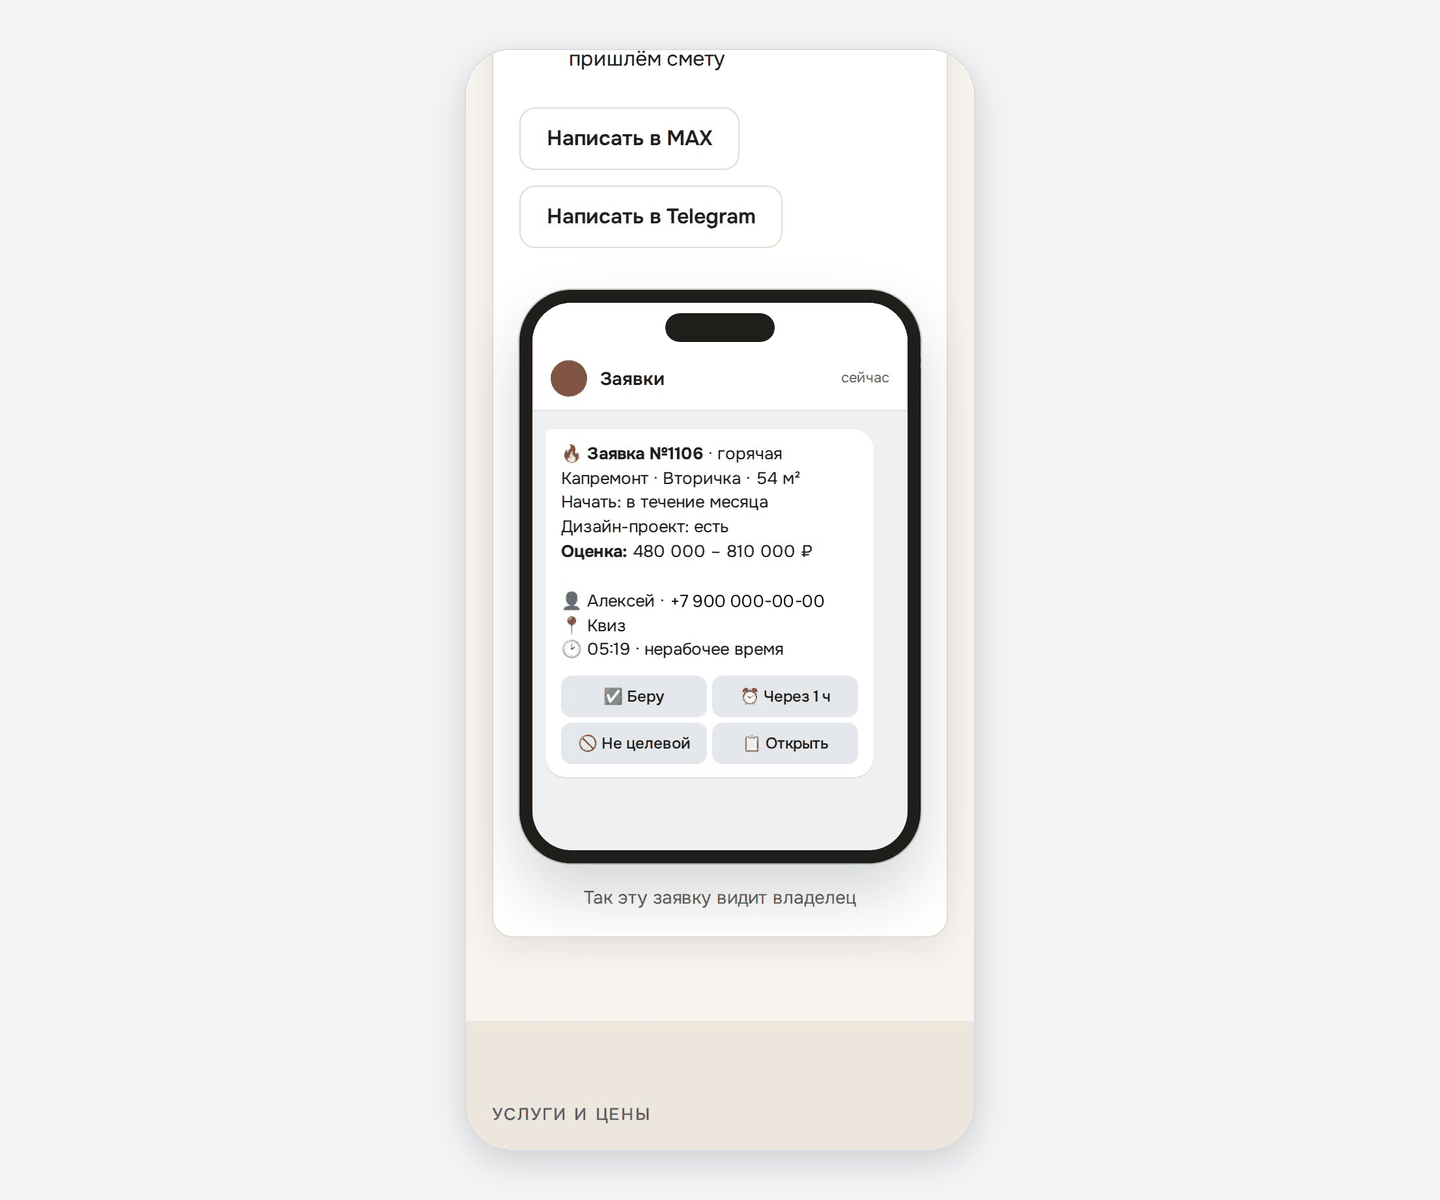 пришлём смету
Написать в MAX
Написать в Telegram
Заявки
сейчас
🔥 Заявка №1106 · горячая
Капремонт · Вторичка · 54 м²
Начать: в течение месяца
Дизайн-проект: есть
Оценка: 480 000 – 810 000 ₽
👤 Алексей · +7 900 000-00-00
📍 Квиз
🕑 05:19 · нерабочее время
☑ Беру
⏰ Через 1 ч
🚫 Не целевой
📋 Открыть
Так эту заявку видит владелец
УСЛУГИ И ЦЕНЫ